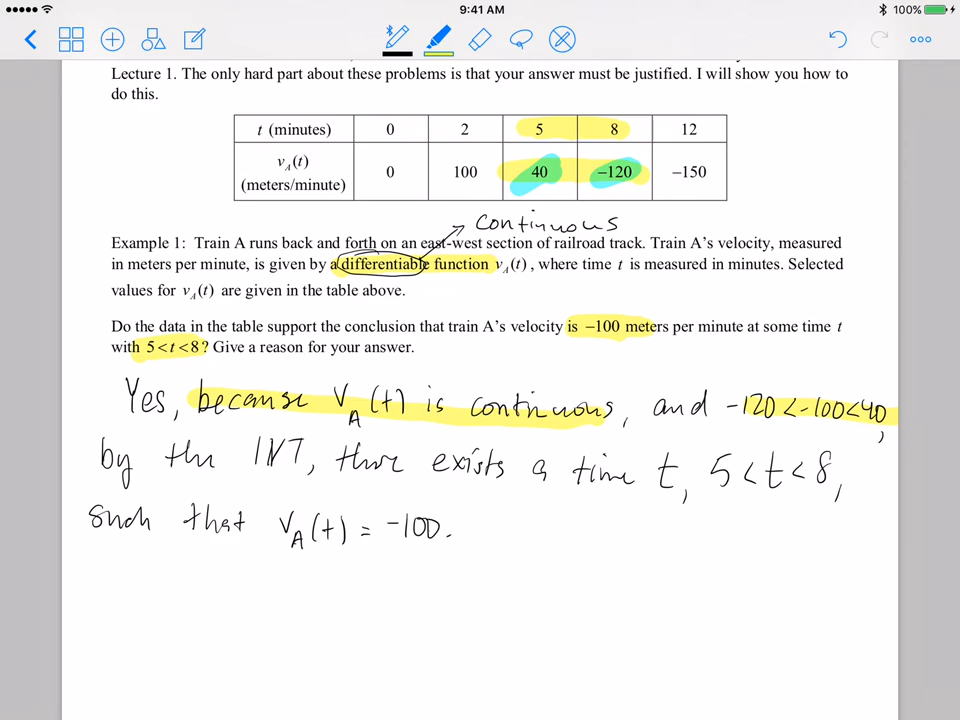 9:41 AM
100%
Lecture 1. The only hard part about these problems is that your answer must be justified. I will show you how to
do this.
t (minutes) 0 2 5 8 12
v_A(t) (meters/minute) 0 100 40 −120 −150
continuous
Example 1: Train A runs back and forth on an east-west section of railroad track. Train A's velocity, measured
in meters per minute, is given by a differentiable function v_A(t), where time t is measured in minutes. Selected
values for v_A(t) are given in the table above.
Do the data in the table support the conclusion that train A's velocity is −100 meters per minute at some time t
with 5 < t < 8? Give a reason for your answer.
Yes, because v_A(t) is continuous, and -120 < -100 < 40,
by the IVT, there exists a time t, 5 < t < 8,
such that v_A(t) = -100.